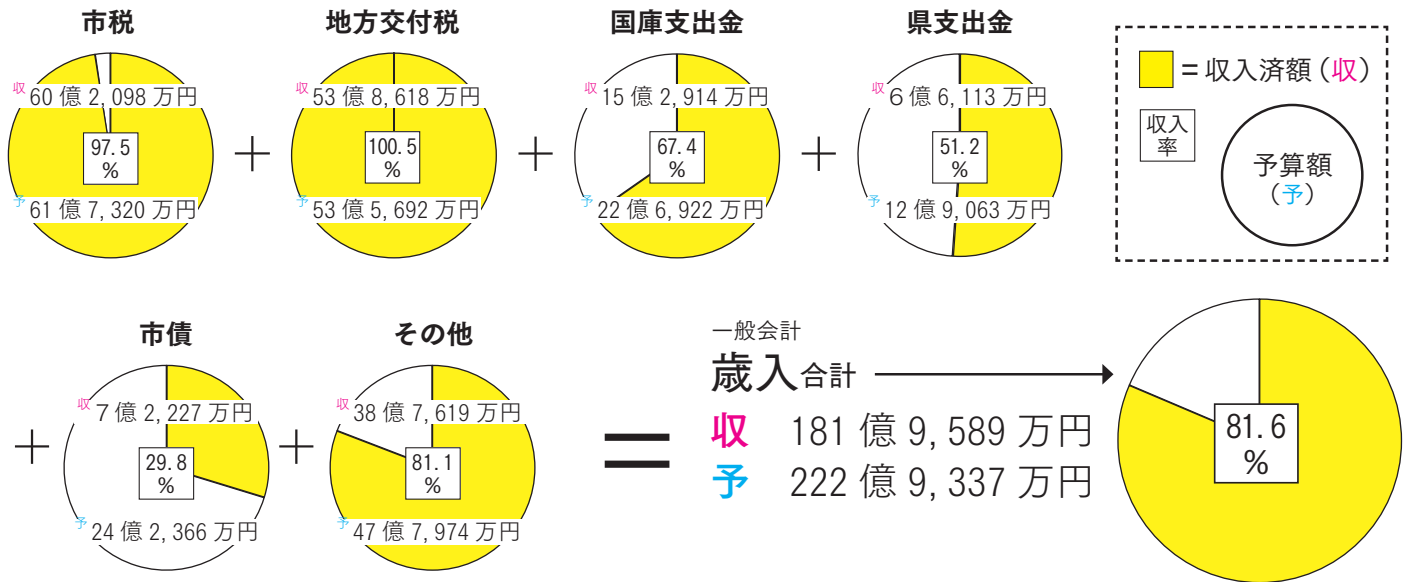 市税
収 60 億 2, 098 万円
97. 5
%
予 61 億 7, 320 万円
+
地方交付税
収 53 億 8, 618 万円
100. 5
%
予 53 億 5, 692 万円
+
国庫支出金
収 15 億 2, 914 万円
67. 4
%
予 22 億 6, 922 万円
+
県支出金
収 6 億 6, 113 万円
51. 2
%
予 12 億 9, 063 万円
= 収入済額 (収)
収入
率
予算額
(予)
+
市債
収 7 億 2, 227 万円
29. 8
%
予 24 億 2, 366 万円
+
その他
収 38 億 7, 619 万円
81. 1
%
予 47 億 7, 974 万円
=
一般会計
歳入合計
収 181 億 9, 589 万円
予 222 億 9, 337 万円
81. 6
%